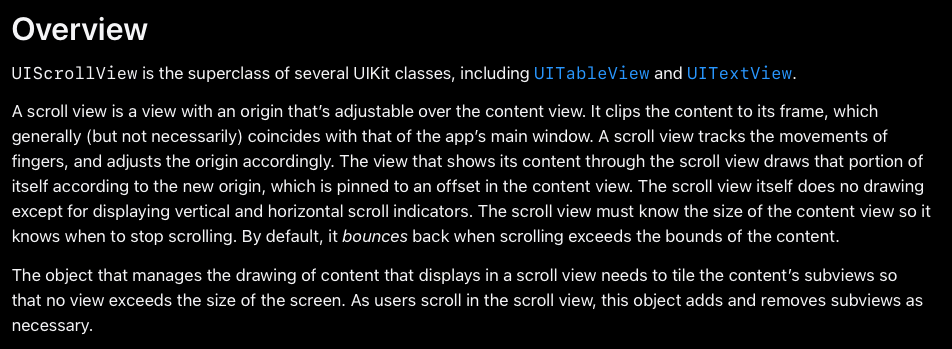 Overview
UIScrollView is the superclass of several UIKit classes, including UITableView and UITextView.
A scroll view is a view with an origin that’s adjustable over the content view. It clips the content to its frame, which
generally (but not necessarily) coincides with that of the app’s main window. A scroll view tracks the movements of
fingers, and adjusts the origin accordingly. The view that shows its content through the scroll view draws that portion of
itself according to the new origin, which is pinned to an offset in the content view. The scroll view itself does no drawing
except for displaying vertical and horizontal scroll indicators. The scroll view must know the size of the content view so it
knows when to stop scrolling. By default, it bounces back when scrolling exceeds the bounds of the content.
The object that manages the drawing of content that displays in a scroll view needs to tile the content’s subviews so
that no view exceeds the size of the screen. As users scroll in the scroll view, this object adds and removes subviews as
necessary.